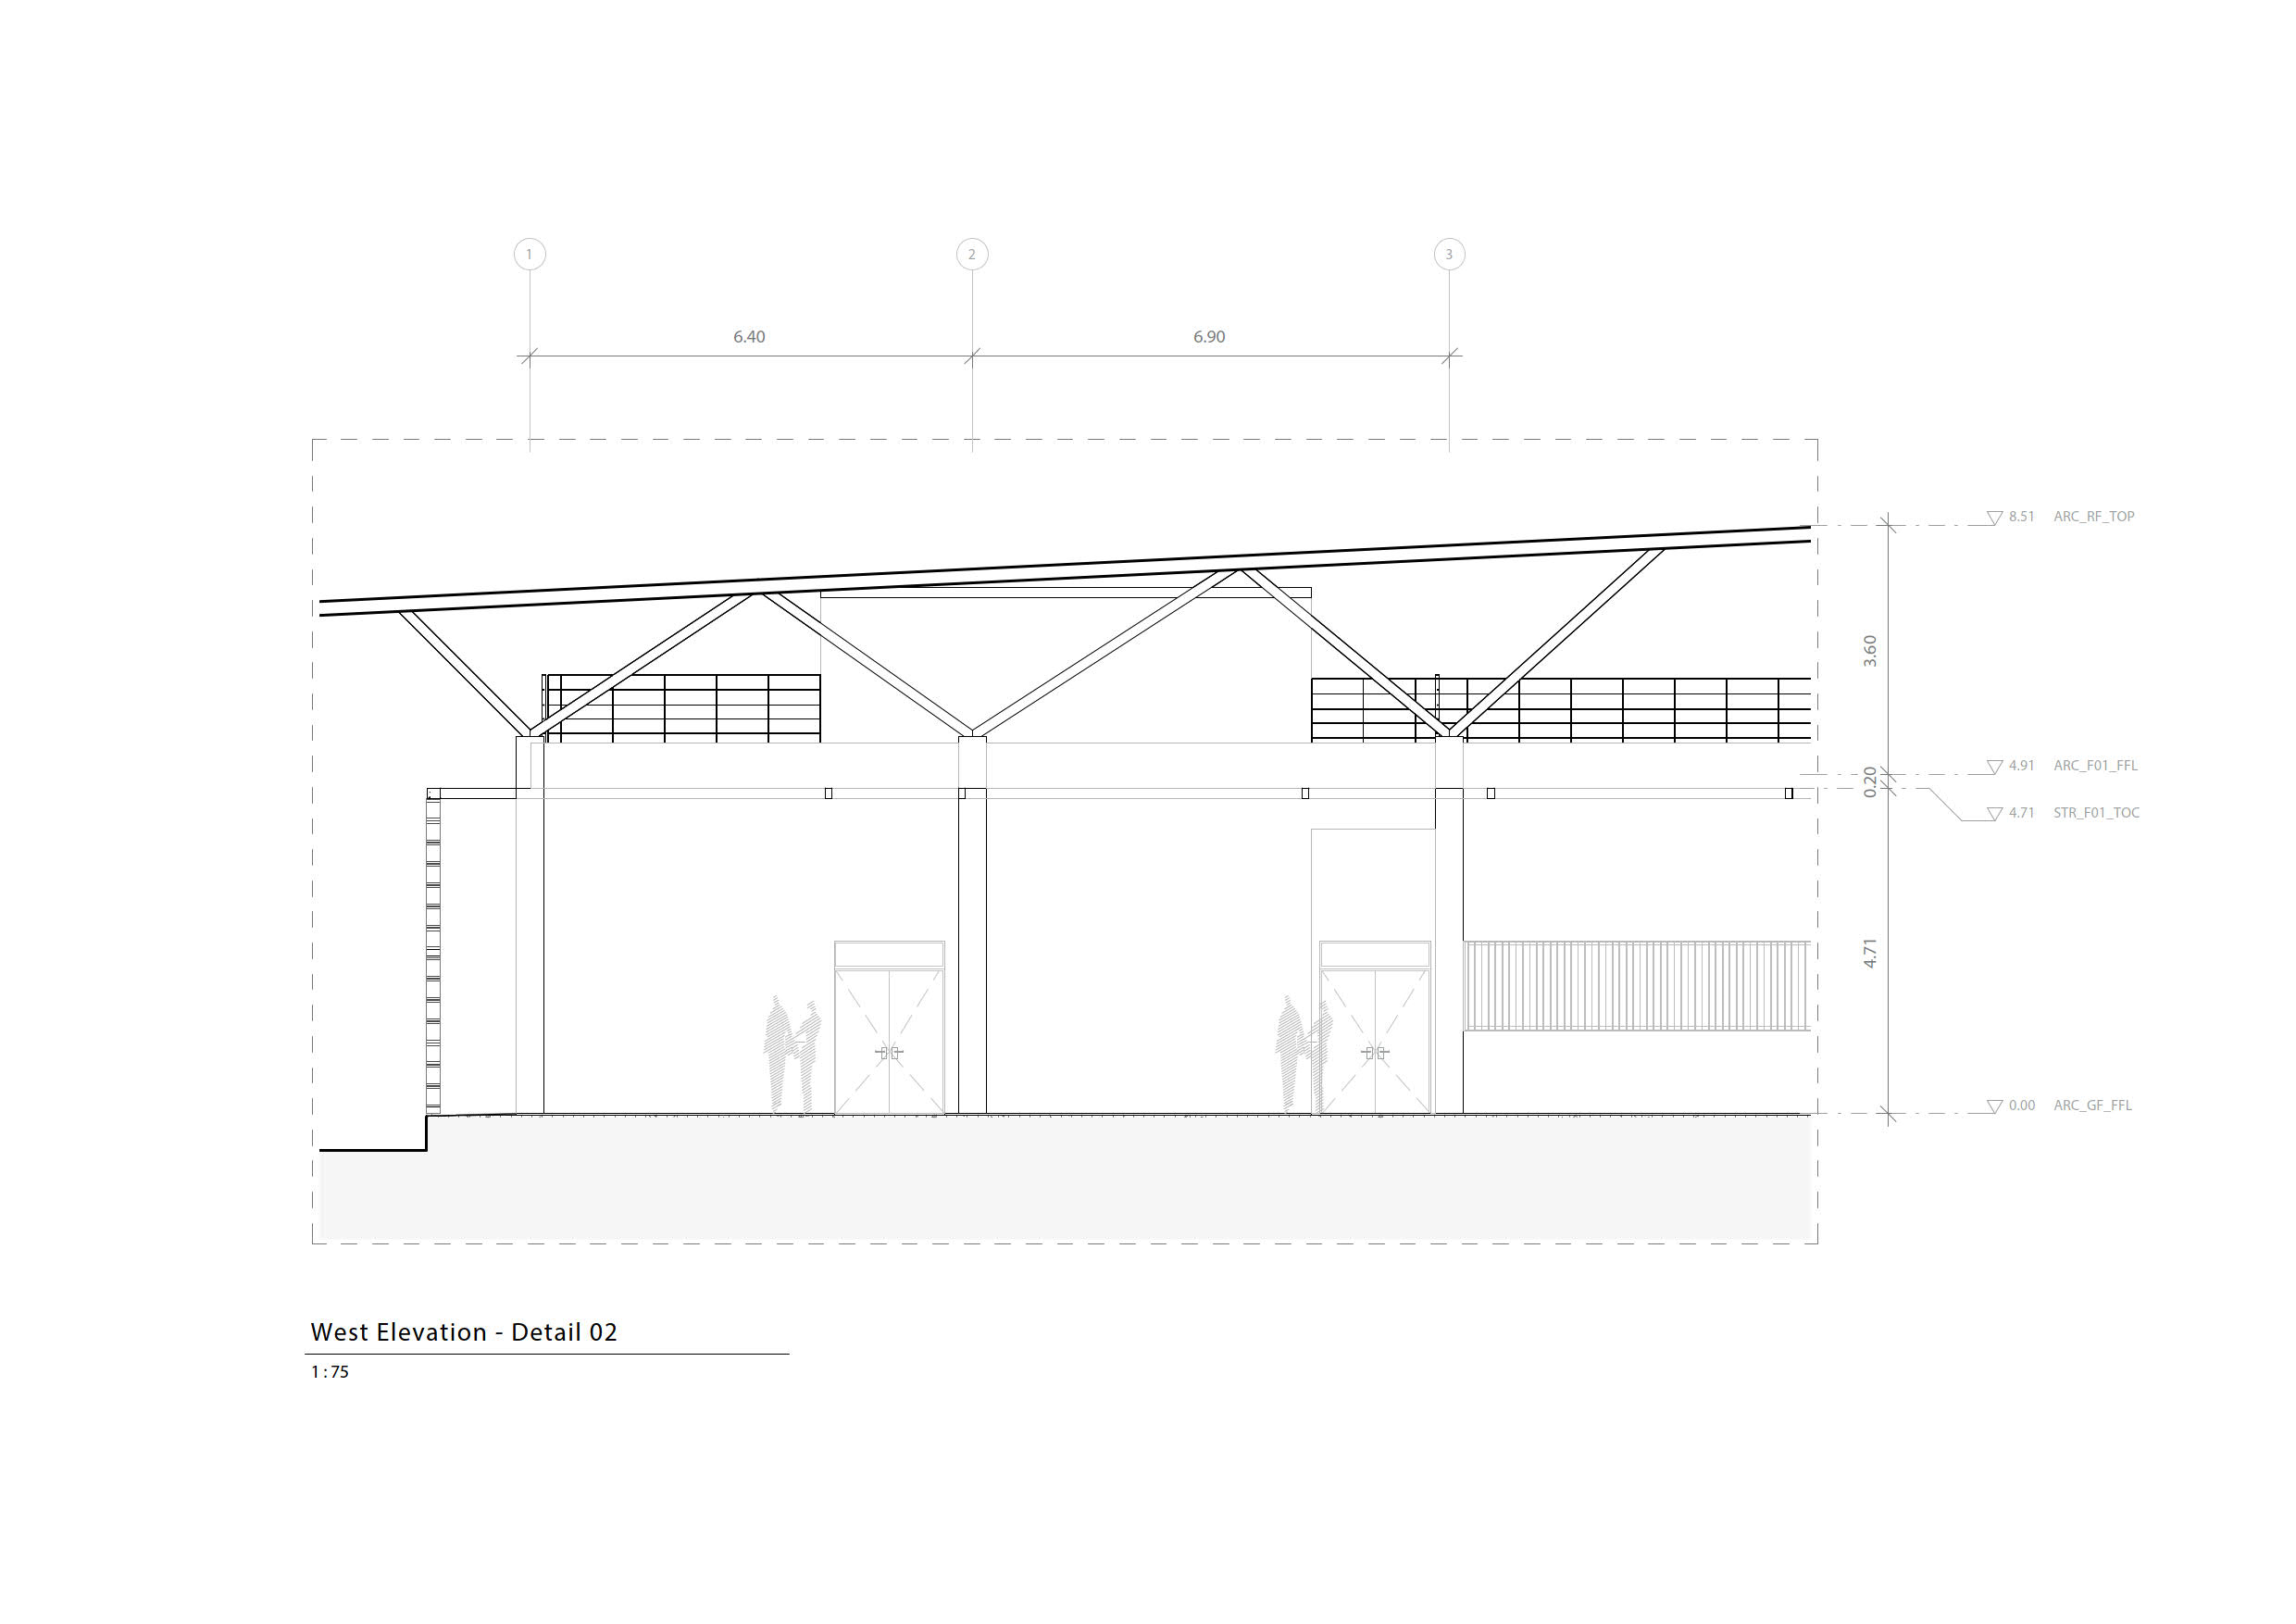 1
2
3
6.40
6.90
8.51 ARC_RF_TOP
3.60
4.91 ARC_F01_FFL
0.20
4.71 STR_F01_TOC
4.71
0.00 ARC_GF_FFL
West Elevation - Detail 02
1 : 75